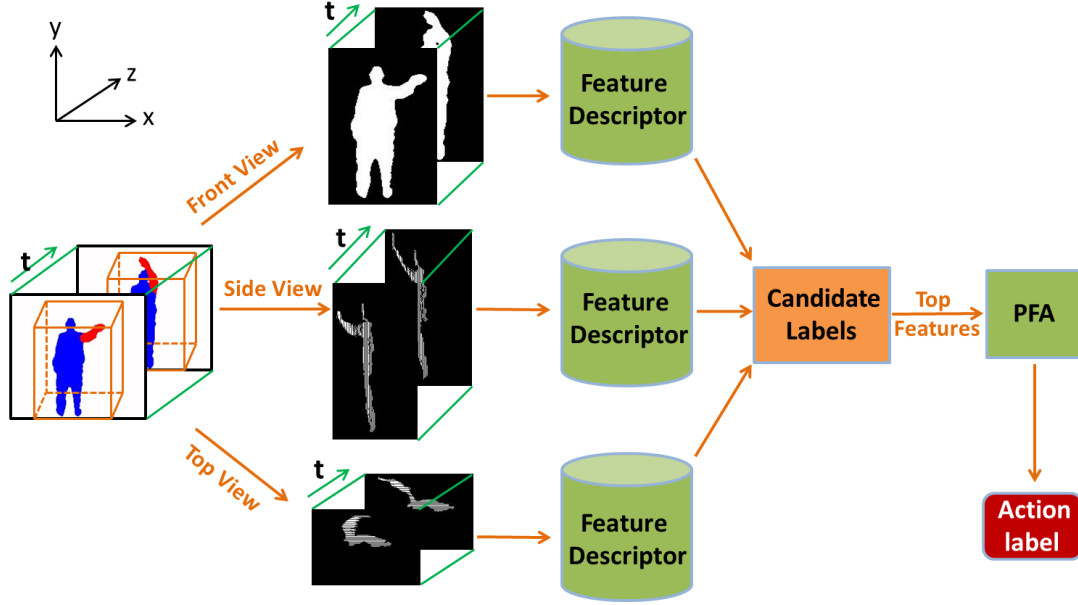 y
z
x
t
Front View
Feature
Descriptor
t
Side View
t
Feature
Descriptor
Candidate
Labels
Top
Features
PFA
Top View
t
Feature
Descriptor
Action
label